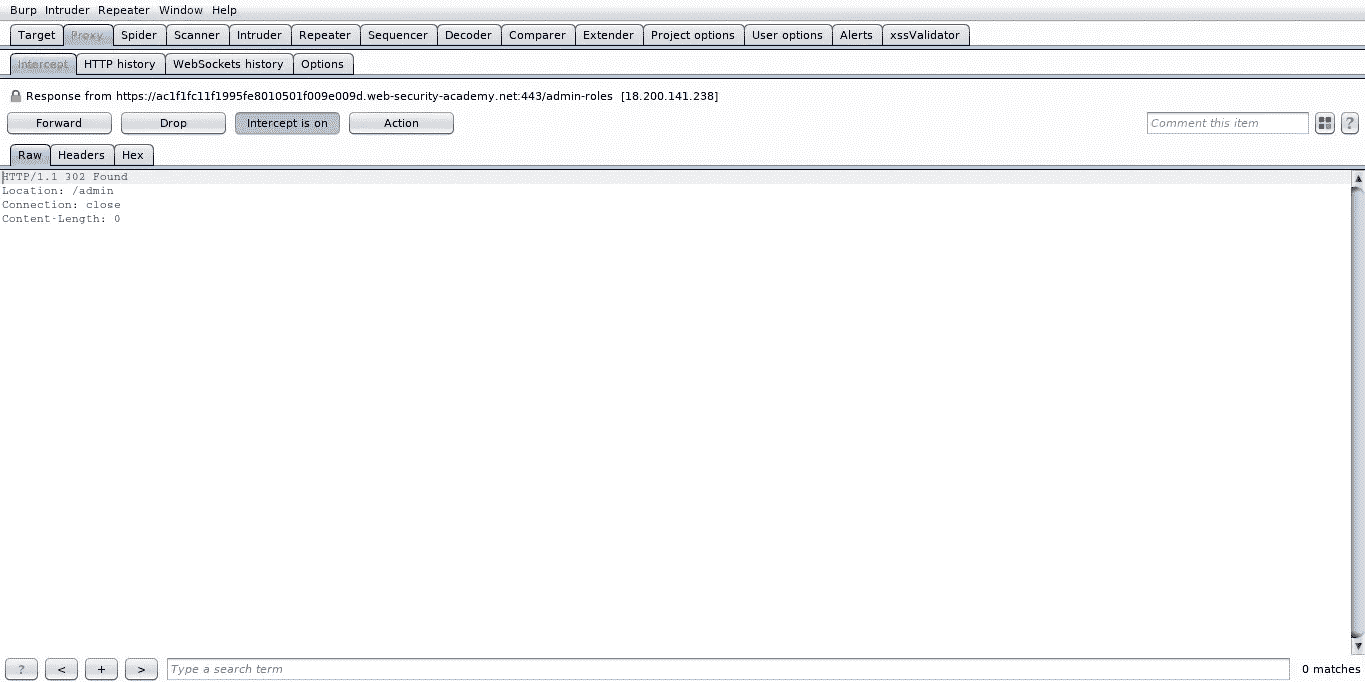 Burp Intruder Repeater Window Help
Target Proxy Spider Scanner Intruder Repeater Sequencer Decoder Comparer Extender Project options User options Alerts xssValidator
Intercept HTTP history WebSockets history Options
Response from https://ac1f1fc11f1995fe8010501f009e009d.web-security-academy.net:443/admin-roles [18.200.141.238]
Forward Drop Intercept is on Action Comment this item ?
Raw Headers Hex
HTTP/1.1 302 Found
Location: /admin
Connection: close
Content-Length: 0
? < + > Type a search term 0 matches